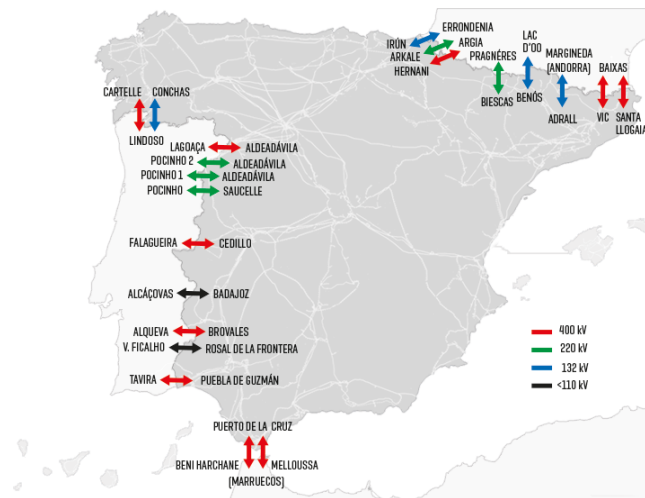 ERRONDENIA
IRÚN
ARGIA
ARKALE
HERNANI
PRAGNÉRES
BIESCAS
LAC
D'OO
BENÓS
MARGINEDA
(ANDORRA)
ADRALL
BAIXAS
VIC
SANTA
LLOGAIA
CARTELLE
CONCHAS
LINDOSO
LAGOAÇA
ALDEADÁVILA
POCINHO 2
ALDEADÁVILA
POCINHO 1
ALDEADÁVILA
POCINHO
SAUCELLE
FALAGUEIRA
CEDILLO
ALCÁÇOVAS
BADAJOZ
ALQUEVA
BROVALES
V. FICALHO
ROSAL DE LA FRONTERA
TAVIRA
PUEBLA DE GUZMÁN
PUERTO DE LA CRUZ
BENI HARCHANE
MELLOUSSA
(MARRUECOS)
400 kV
220 kV
132 kV
<110 kV